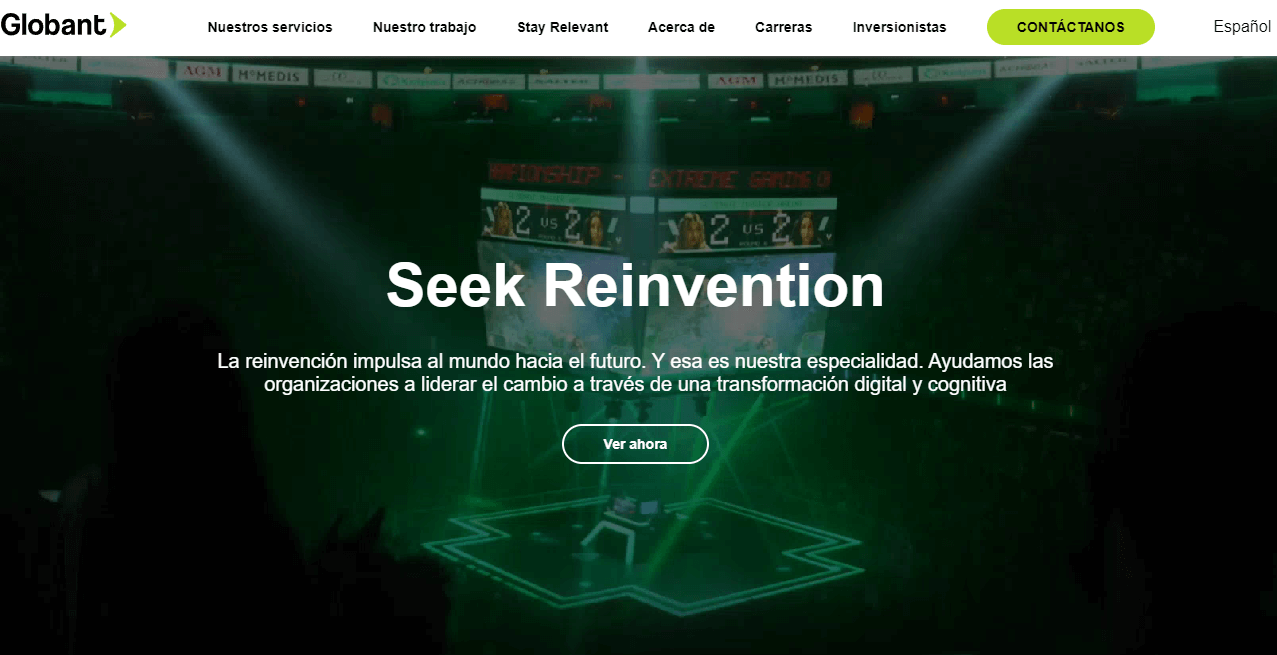 Globant
Nuestros servicios
Nuestro trabajo
Stay Relevant
Acerca de
Carreras
Inversionistas
CONTÁCTANOS
Español
AGM
McMEDIS
AGM
McMEDIS
EXTREME GAMING
2 VS 2
2 VS 2
Seek Reinvention
La reinvención impulsa al mundo hacia el futuro. Y esa es nuestra especialidad. Ayudamos las
organizaciones a liderar el cambio a través de una transformación digital y cognitiva
Ver ahora